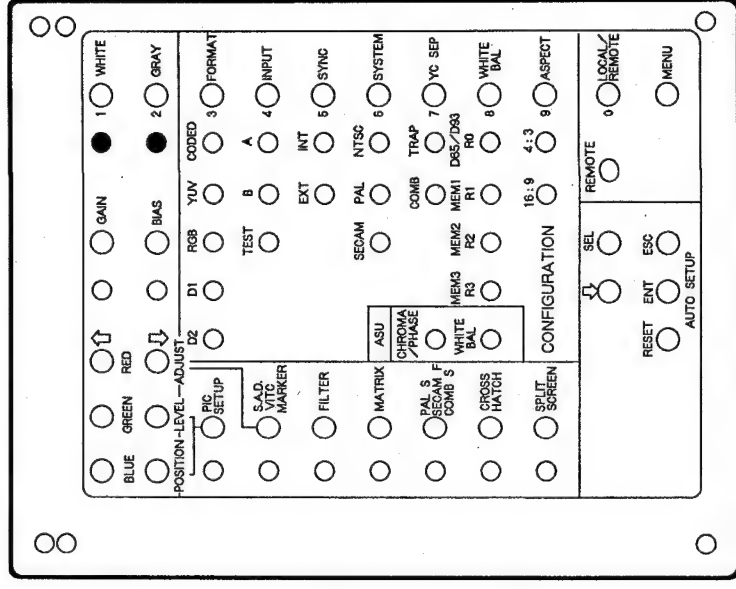 BLUE GREEN RED GAIN 1 WHITE
BIAS 2 GRAY
POSITION-LEVEL-ADJUST
PIC
SETUP
D2 D1 RGB YUV CODED 3 FORMAT
S.A.D.
VITC
MARKER
TEST B A 4 INPUT
FILTER
EXT INT 5 SYNC
MATRIX
ASU
SECAM PAL NTSC 6 SYSTEM
PAL S
SECAM F
COMB S
CHROMA
/PHASE
COMB TRAP 7 YC SEP
CROSS
HATCH
WHITE
BAL
MEM3 MEM2 MEM1 D65/D93
R3 R2 R1 R0
8 WHITE
BAL
SPLIT
SCREEN
CONFIGURATION
16:9 4:3 9 ASPECT
SEL
REMOTE
0 LOCAL/
REMOTE
RESET ENT ESC
AUTO SETUP
MENU